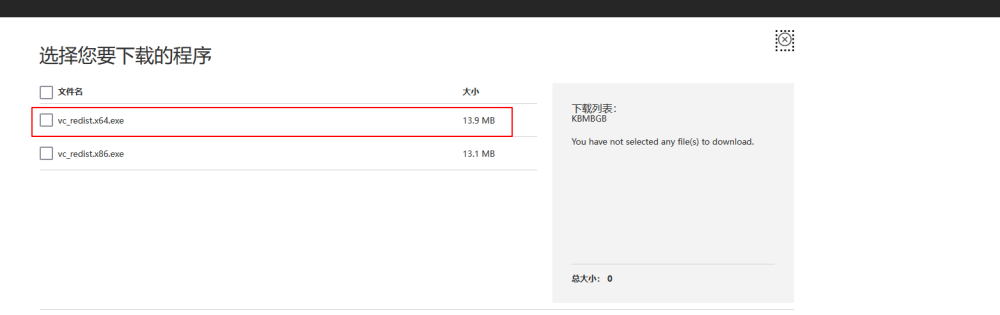 选择您要下载的程序
文件名 大小
vc_redist.x64.exe 13.9 MB
vc_redist.x86.exe 13.1 MB
下载列表：
KBMBGB
You have not selected any file(s) to download.
总大小： 0